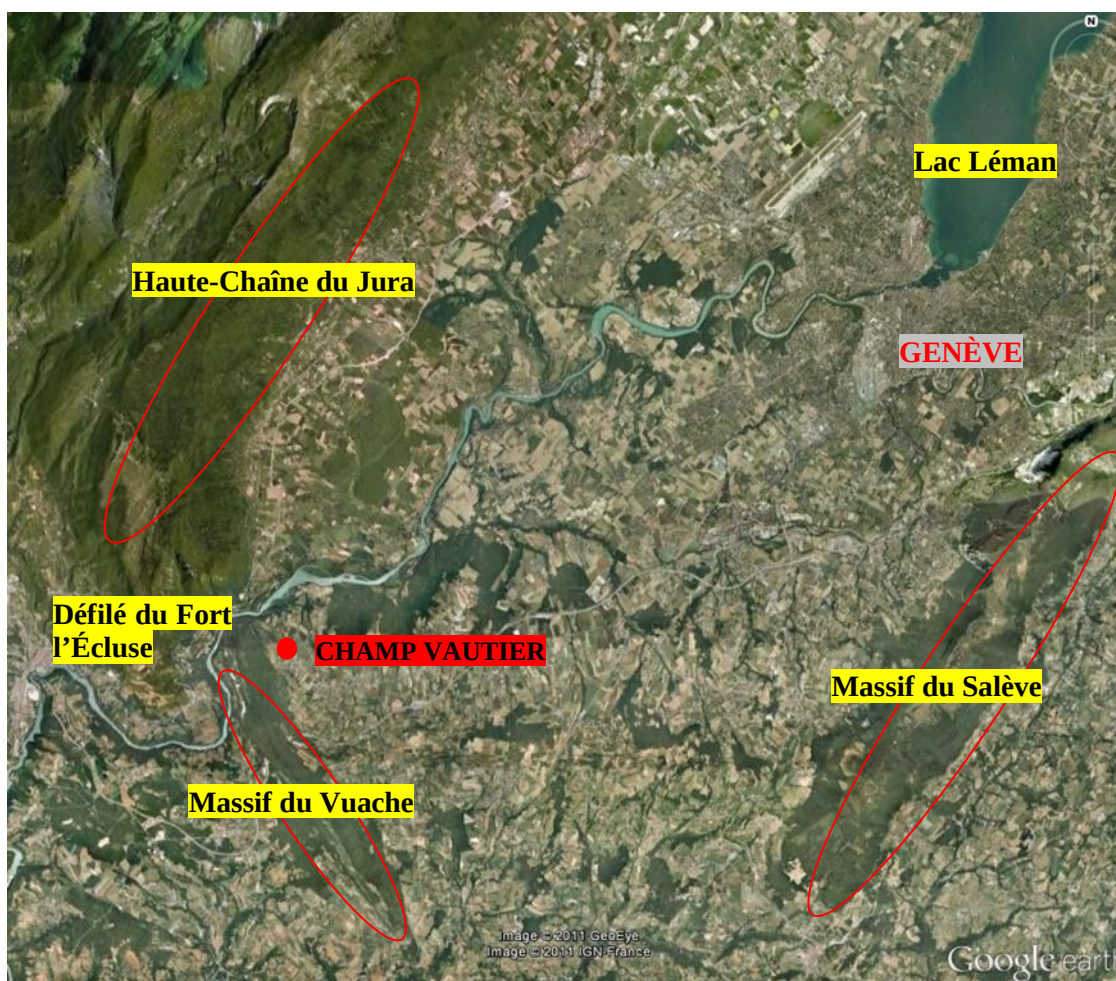 N
Lac Léman
Haute-Chaîne du Jura
GENÈVE
Défilé du Fort
l'Écluse
CHAMP VAUTIER
Massif du Salève
Massif du Vuache
Image © 2011 GeoEye
Image © 2011 IGN-France
Google earth